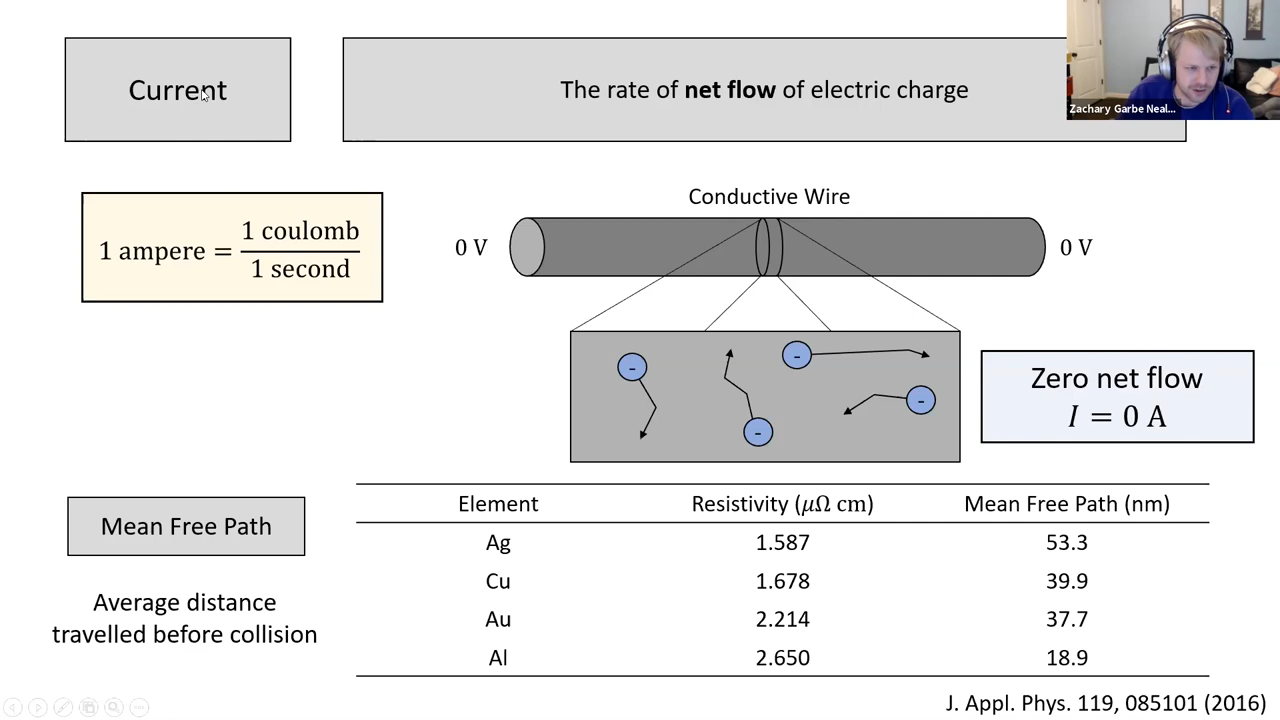 Current
The rate of net flow of electric charge
Zachary Garbe Neal...
1 ampere = 1 coulomb / 1 second
Conductive Wire
0 V
0 V
-
-
-
-
Zero net flow
I = 0 A
Mean Free Path
Average distance
travelled before collision
Element Resistivity (μΩ cm) Mean Free Path (nm)
Ag 1.587 53.3
Cu 1.678 39.9
Au 2.214 37.7
Al 2.650 18.9
J. Appl. Phys. 119, 085101 (2016)